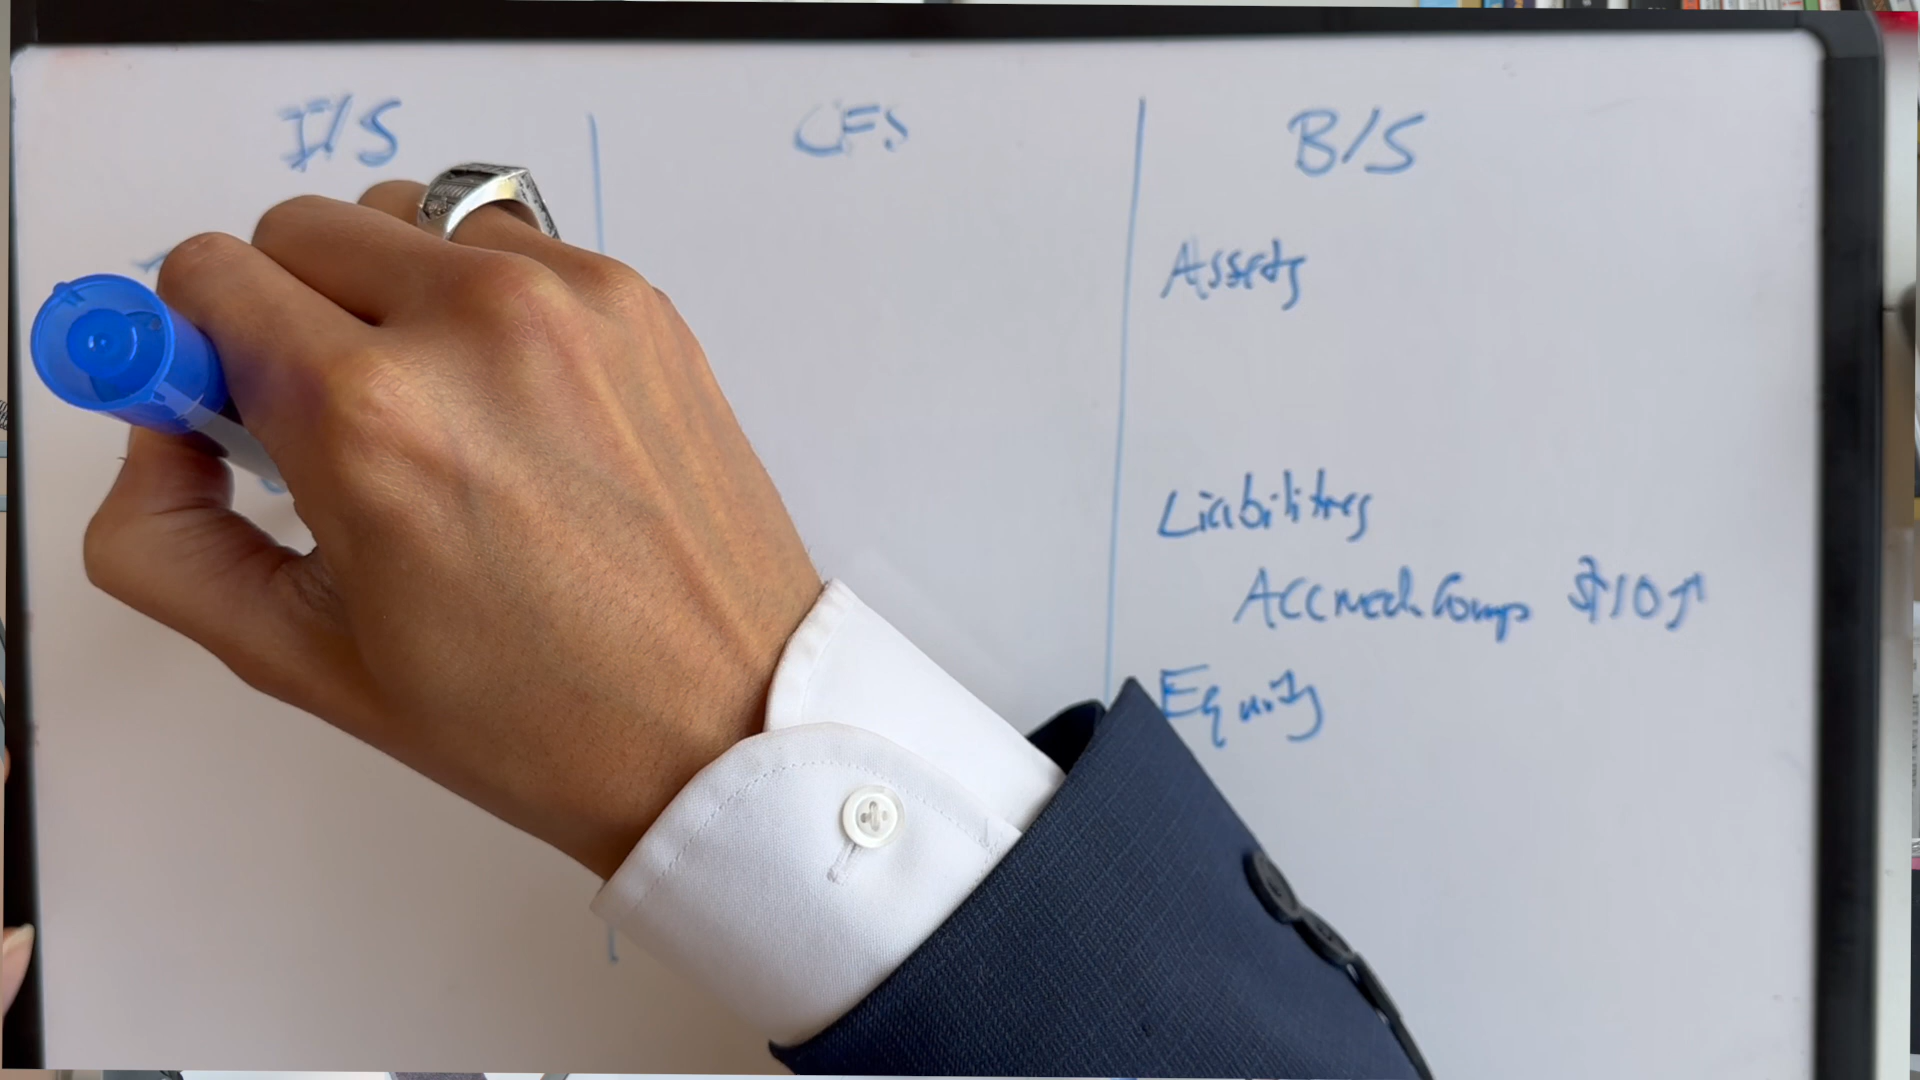 I/S
CFS
B/S
Assets
Liabilities
Accrued Comp $10↑
Equity